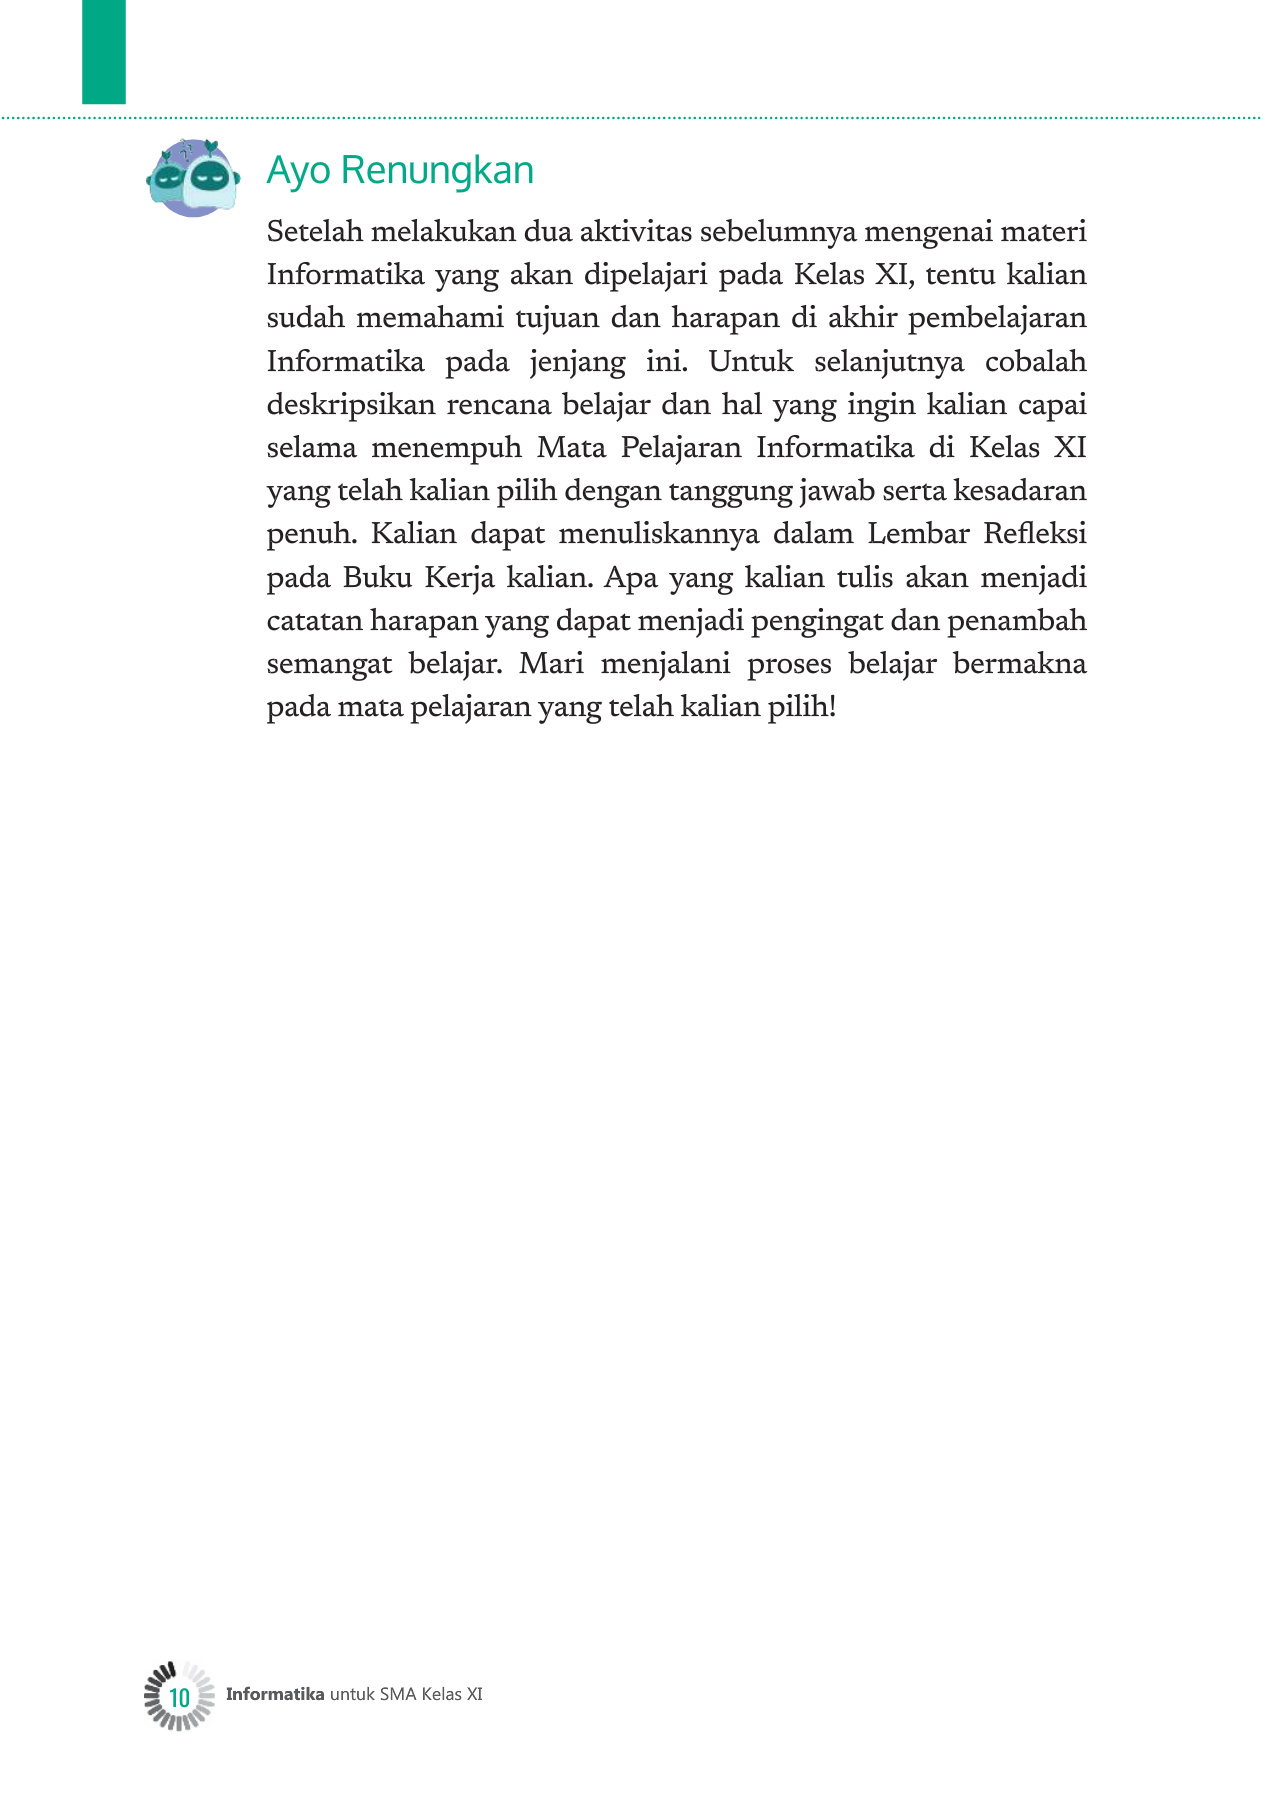 Ayo Renungkan
Setelah melakukan dua aktivitas sebelumnya mengenai materi
Informatika yang akan dipelajari pada Kelas XI, tentu kalian
sudah memahami tujuan dan harapan di akhir pembelajaran
Informatika pada jenjang ini. Untuk selanjutnya cobalah
deskripsikan rencana belajar dan hal yang ingin kalian capai
selama menempuh Mata Pelajaran Informatika di Kelas XI
yang telah kalian pilih dengan tanggung jawab serta kesadaran
penuh. Kalian dapat menuliskannya dalam Lembar Refleksi
pada Buku Kerja kalian. Apa yang kalian tulis akan menjadi
catatan harapan yang dapat menjadi pengingat dan penambah
semangat belajar. Mari menjalani proses belajar bermakna
pada mata pelajaran yang telah kalian pilih!
10 Informatika untuk SMA Kelas XI